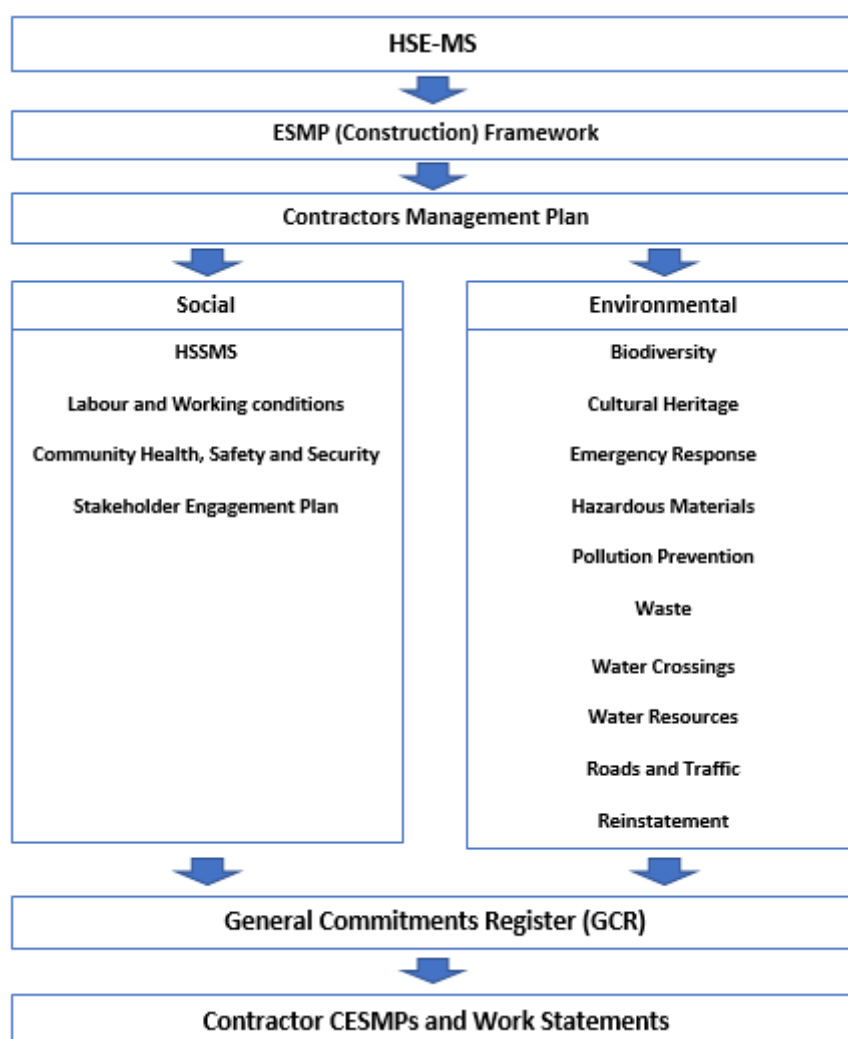 HSE-MS
ESMP (Construction) Framework
Contractors Management Plan
Social
HSSMS
Labour and Working conditions
Community Health, Safety and Security
Stakeholder Engagement Plan
Environmental
Biodiversity
Cultural Heritage
Emergency Response
Hazardous Materials
Pollution Prevention
Waste
Water Crossings
Water Resources
Roads and Traffic
Reinstatement
General Commitments Register (GCR)
Contractor CESMPs and Work Statements